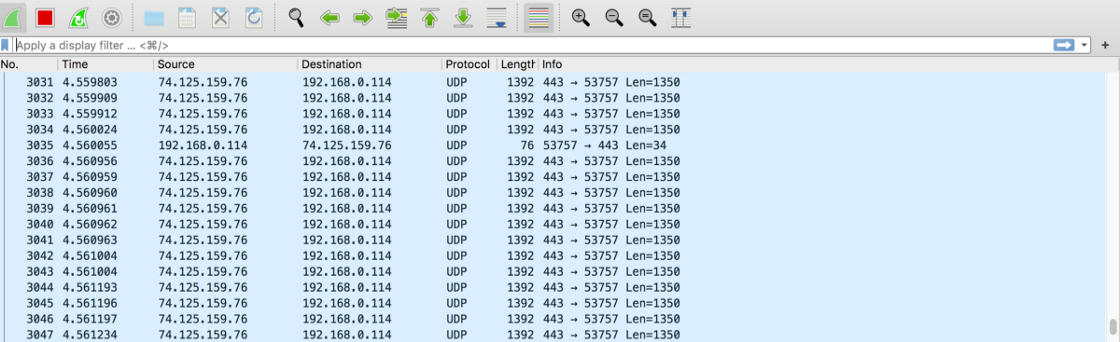 Apply a display filter ... <⌘/>
No. Time Source Destination Protocol Length Info
3031 4.559803 74.125.159.76 192.168.0.114 UDP 1392 443 → 53757 Len=1350
3032 4.559909 74.125.159.76 192.168.0.114 UDP 1392 443 → 53757 Len=1350
3033 4.559912 74.125.159.76 192.168.0.114 UDP 1392 443 → 53757 Len=1350
3034 4.560024 74.125.159.76 192.168.0.114 UDP 1392 443 → 53757 Len=1350
3035 4.560055 192.168.0.114 74.125.159.76 UDP 76 53757 → 443 Len=34
3036 4.560956 74.125.159.76 192.168.0.114 UDP 1392 443 → 53757 Len=1350
3037 4.560959 74.125.159.76 192.168.0.114 UDP 1392 443 → 53757 Len=1350
3038 4.560960 74.125.159.76 192.168.0.114 UDP 1392 443 → 53757 Len=1350
3039 4.560961 74.125.159.76 192.168.0.114 UDP 1392 443 → 53757 Len=1350
3040 4.560962 74.125.159.76 192.168.0.114 UDP 1392 443 → 53757 Len=1350
3041 4.560963 74.125.159.76 192.168.0.114 UDP 1392 443 → 53757 Len=1350
3042 4.561004 74.125.159.76 192.168.0.114 UDP 1392 443 → 53757 Len=1350
3043 4.561004 74.125.159.76 192.168.0.114 UDP 1392 443 → 53757 Len=1350
3044 4.561193 74.125.159.76 192.168.0.114 UDP 1392 443 → 53757 Len=1350
3045 4.561196 74.125.159.76 192.168.0.114 UDP 1392 443 → 53757 Len=1350
3046 4.561197 74.125.159.76 192.168.0.114 UDP 1392 443 → 53757 Len=1350
3047 4.561234 74.125.159.76 192.168.0.114 UDP 1392 443 → 53757 Len=1350